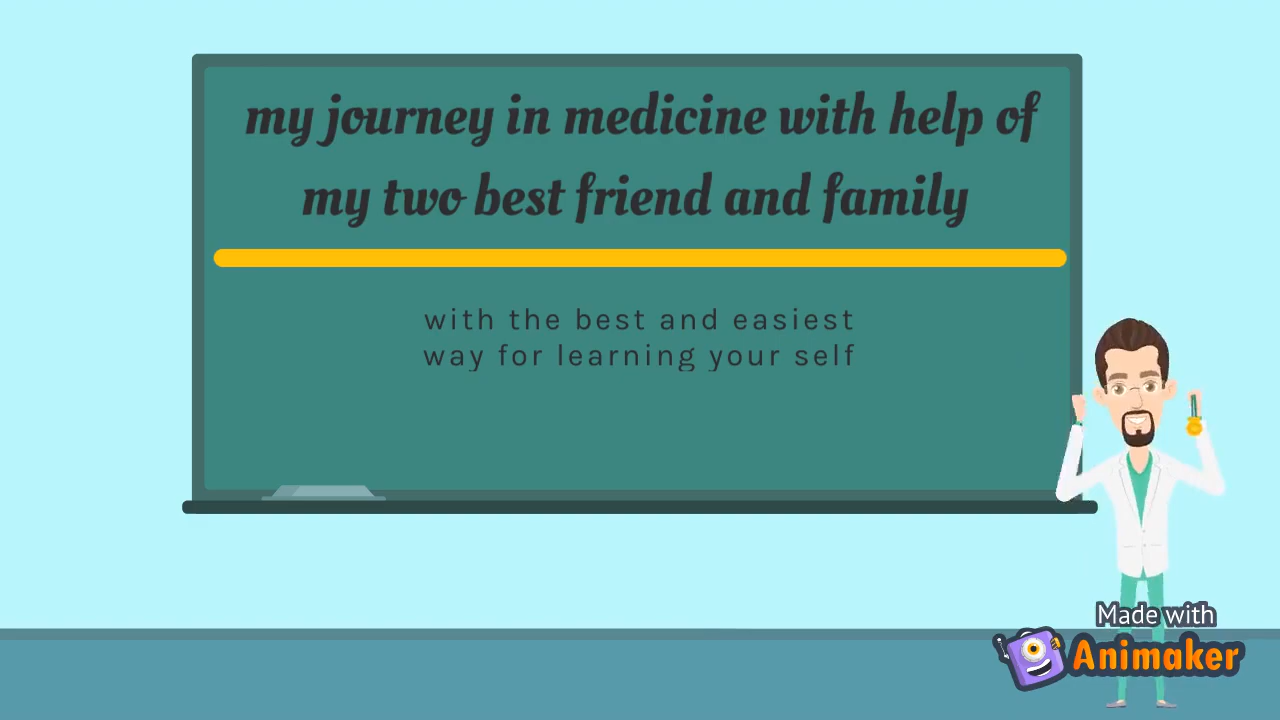 my journey in medicine with help of
my two best friend and family
with the best and easiest
way for learning your self
Made with
Animaker